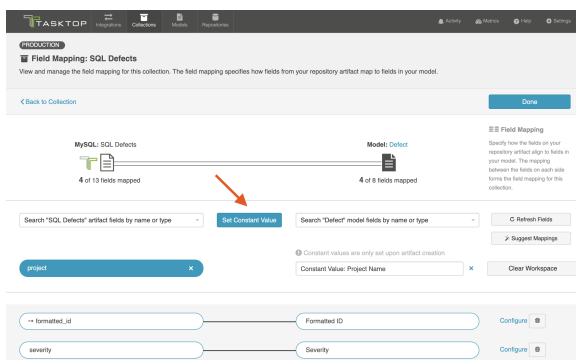 TASKTOP
Integrations
Collections
Models
Repositories
Activity
Metrics
Help
Settings
PRODUCTION
Field Mapping: SQL Defects
View and manage the field mapping for this collection. The field mapping specifies how fields from your repository artifact map to fields in your model.
Back to Collection
Done
MySQL: SQL Defects
Model: Defect
4 of 13 fields mapped
4 of 8 fields mapped
Field Mapping
Specify how the fields on your
repository artifact align to fields in
your model. The mapping
between the fields on each side
forms the field mapping for this
collection.
Search "SQL Defects" artifact fields by name or type
Set Constant Value
Search "Defect" model fields by name or type
Refresh Fields
Suggest Mappings
Constant values are only set upon artifact creation
project ×
Constant Value: Project Name ×
Clear Workspace
→ formatted_id
Formatted ID
Configure
severity
Severity
Configure